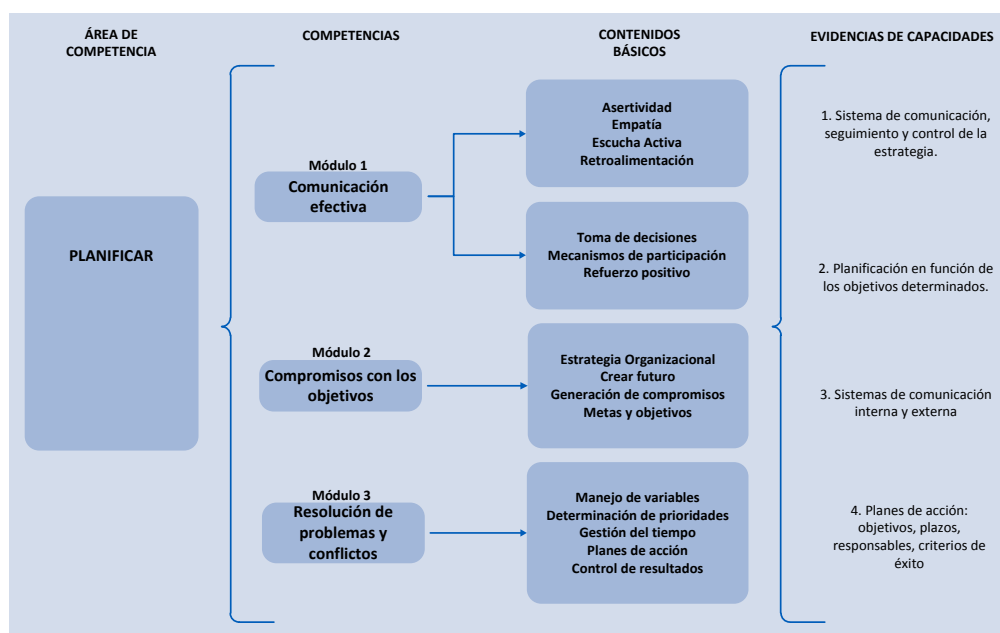 ÁREA DE
COMPETENCIA
COMPETENCIAS
CONTENIDOS
BÁSICOS
EVIDENCIAS DE CAPACIDADES
PLANIFICAR
Módulo 1
Comunicación
efectiva
Asertividad
Empatía
Escucha Activa
Retroalimentación
Toma de decisiones
Mecanismos de participación
Refuerzo positivo
Módulo 2
Compromisos con los
objetivos
Estrategia Organizacional
Crear futuro
Generación de compromisos
Metas y objetivos
Módulo 3
Resolución de
problemas y
conflictos
Manejo de variables
Determinación de prioridades
Gestión del tiempo
Planes de acción
Control de resultados
1. Sistema de comunicación,
seguimiento y control de la
estrategia.
2. Planificación en función de
los objetivos determinados.
3. Sistemas de comunicación
interna y externa
4. Planes de acción:
objetivos, plazos,
responsables, criterios de
éxito